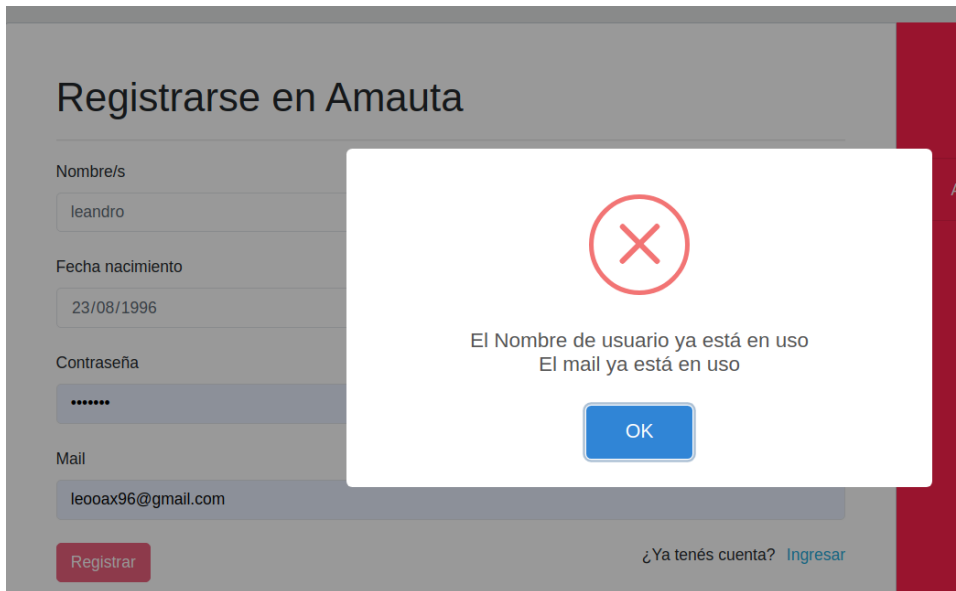 Registrarse en Amauta
Nombre/s
leandro
Fecha nacimiento
23/08/1996
Contraseña
•••••••
Mail
leooax96@gmail.com
Registrar
¿Ya tenés cuenta? Ingresar
El Nombre de usuario ya está en uso
El mail ya está en uso
OK
A